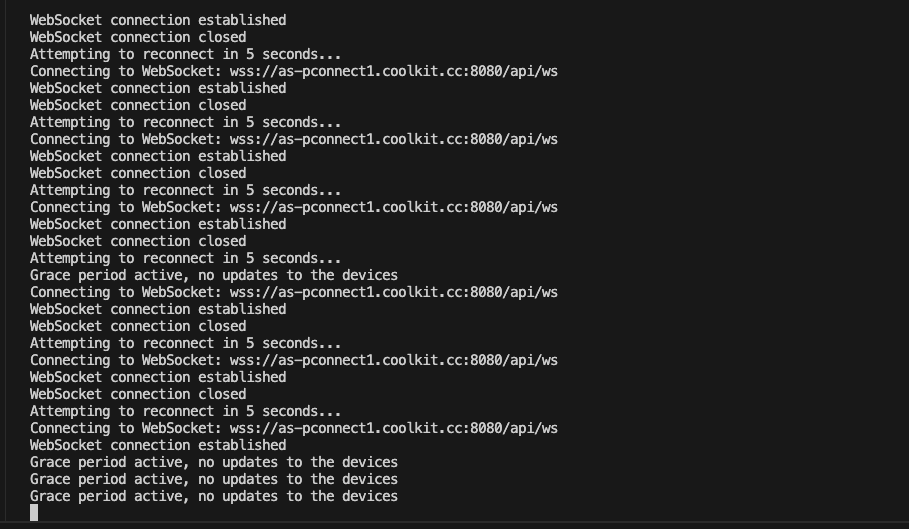 WebSocket connection established
WebSocket connection closed
Attempting to reconnect in 5 seconds...
Connecting to WebSocket: wss://as-pconnect1.coolkit.cc:8080/api/ws
WebSocket connection established
WebSocket connection closed
Attempting to reconnect in 5 seconds...
Connecting to WebSocket: wss://as-pconnect1.coolkit.cc:8080/api/ws
WebSocket connection established
WebSocket connection closed
Attempting to reconnect in 5 seconds...
Connecting to WebSocket: wss://as-pconnect1.coolkit.cc:8080/api/ws
WebSocket connection established
WebSocket connection closed
Attempting to reconnect in 5 seconds...
Grace period active, no updates to the devices
Connecting to WebSocket: wss://as-pconnect1.coolkit.cc:8080/api/ws
WebSocket connection established
WebSocket connection closed
Attempting to reconnect in 5 seconds...
Connecting to WebSocket: wss://as-pconnect1.coolkit.cc:8080/api/ws
WebSocket connection established
WebSocket connection closed
Attempting to reconnect in 5 seconds...
Connecting to WebSocket: wss://as-pconnect1.coolkit.cc:8080/api/ws
WebSocket connection established
Grace period active, no updates to the devices
Grace period active, no updates to the devices
Grace period active, no updates to the devices